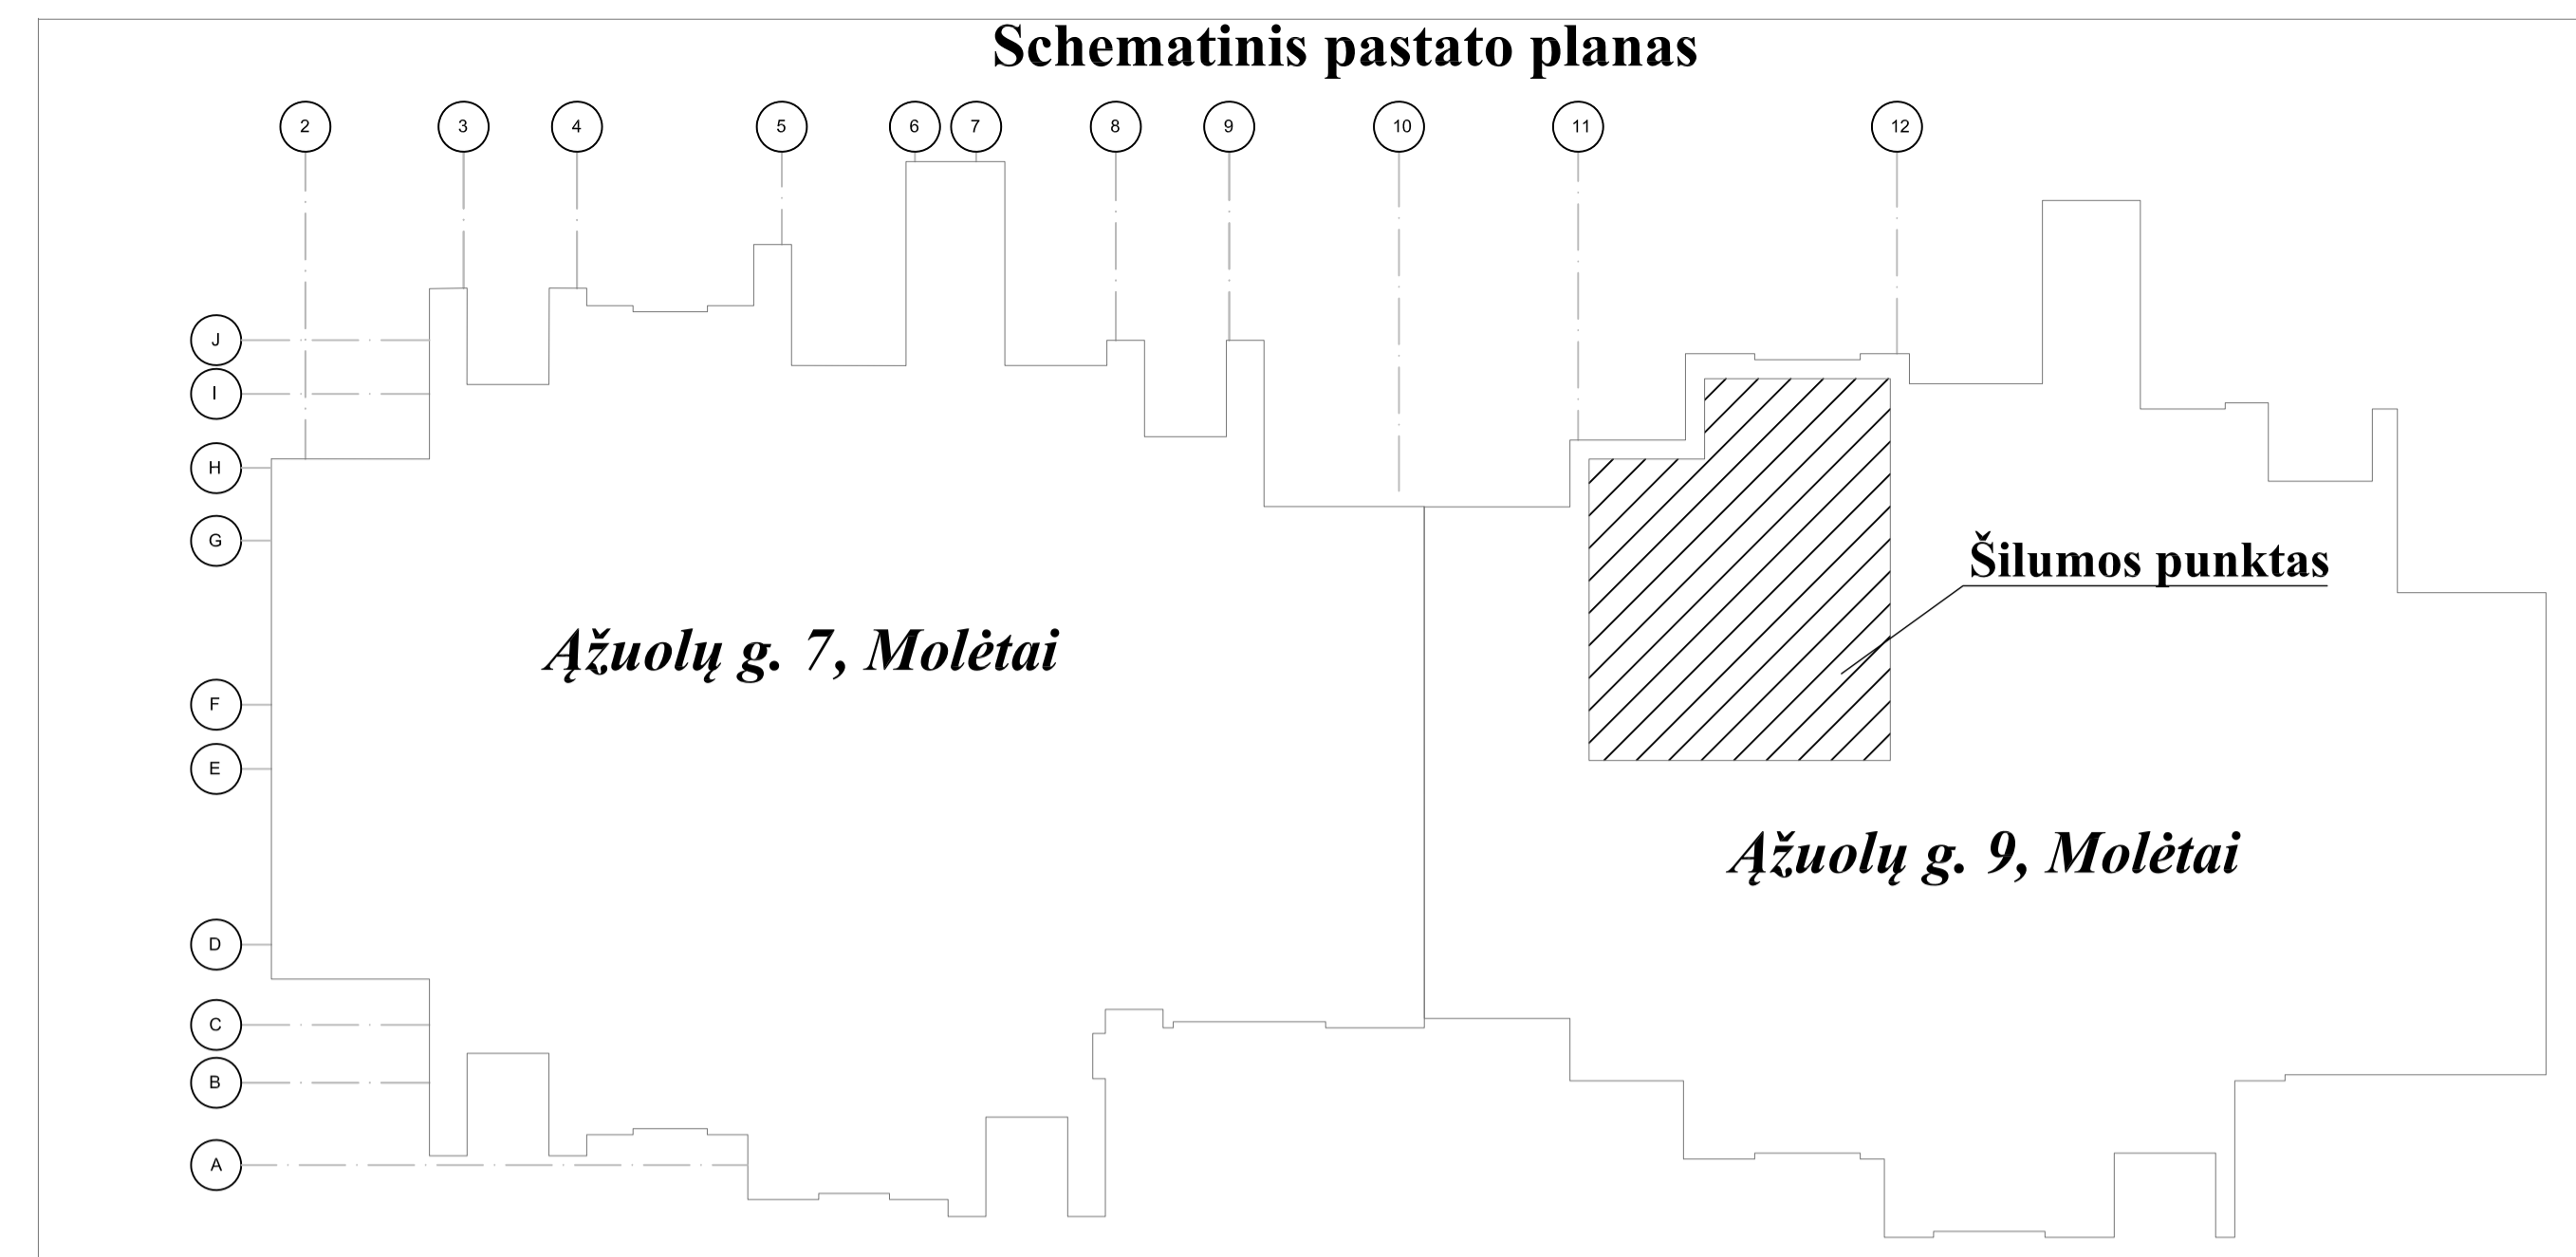 Schematinis pastato planas
2 3 4 5 6 7 8 9 10 11 12
J
I
H
G
Šilumos punktas
Ąžuolų g. 7, Molėtai
F
E
Ąžuolų g. 9, Molėtai
D
C
B
A